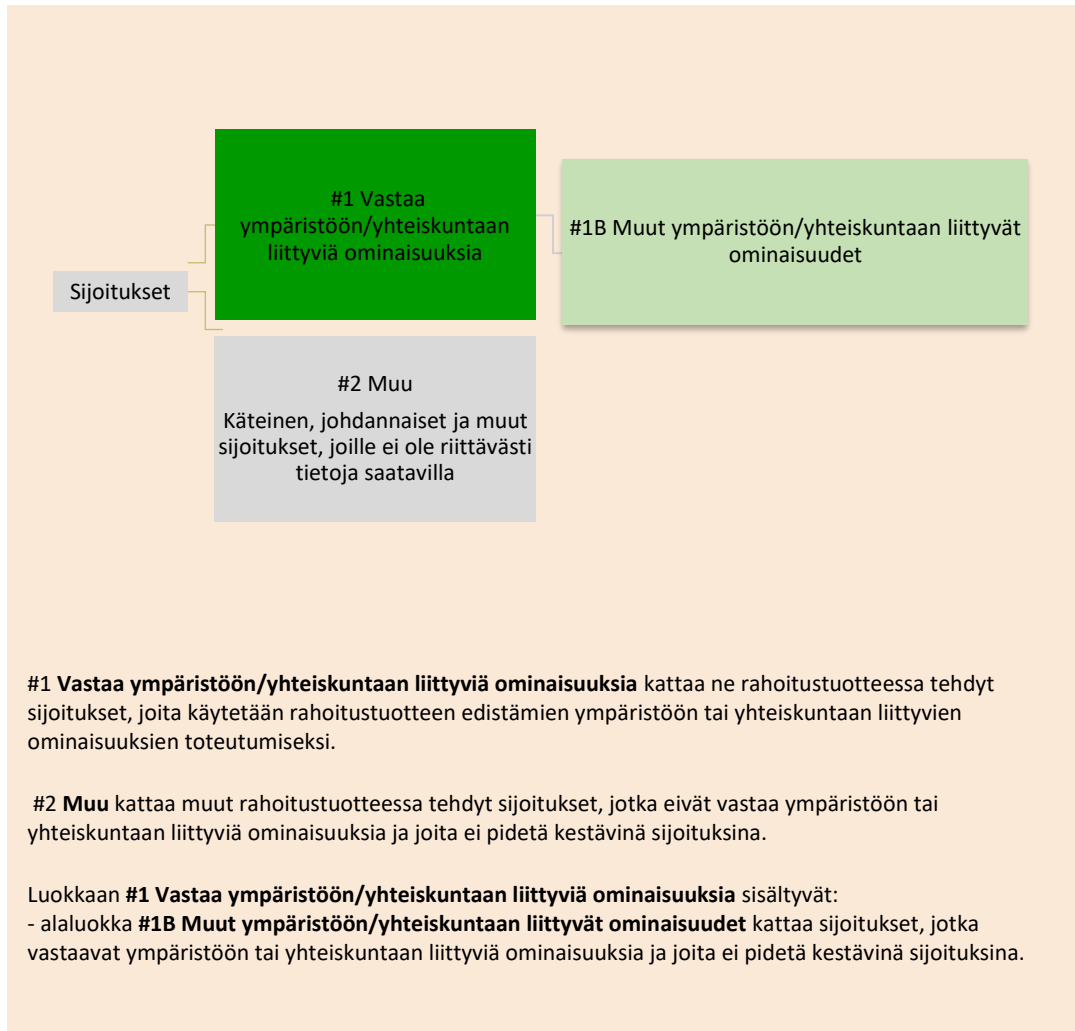 #1 Vastaa
ympäristöön/yhteiskuntaan
liittyviä ominaisuuksia
#1B Muut ympäristöön/yhteiskuntaan liittyvät
ominaisuudet
Sijoitukset
#2 Muu
Käteinen, johdannaiset ja muut
sijoitukset, joille ei ole riittävästi
tietoja saatavilla
#1 Vastaa ympäristöön/yhteiskuntaan liittyviä ominaisuuksia kattaa ne rahoitustuotteessa tehdyt
sijoitukset, joita käytetään rahoitustuotteen edistämien ympäristöön tai yhteiskuntaan liittyvien
ominaisuuksien toteutumiseksi.
#2 Muu kattaa muut rahoitustuotteessa tehdyt sijoitukset, jotka eivät vastaa ympäristöön tai
yhteiskuntaan liittyviä ominaisuuksia ja joita ei pidetä kestävinä sijoituksina.
Luokkaan #1 Vastaa ympäristöön/yhteiskuntaan liittyviä ominaisuuksia sisältyvät:
- alaluokka #1B Muut ympäristöön/yhteiskuntaan liittyvät ominaisuudet kattaa sijoitukset, jotka
vastaavat ympäristöön tai yhteiskuntaan liittyviä ominaisuuksia ja joita ei pidetä kestävinä sijoituksina.